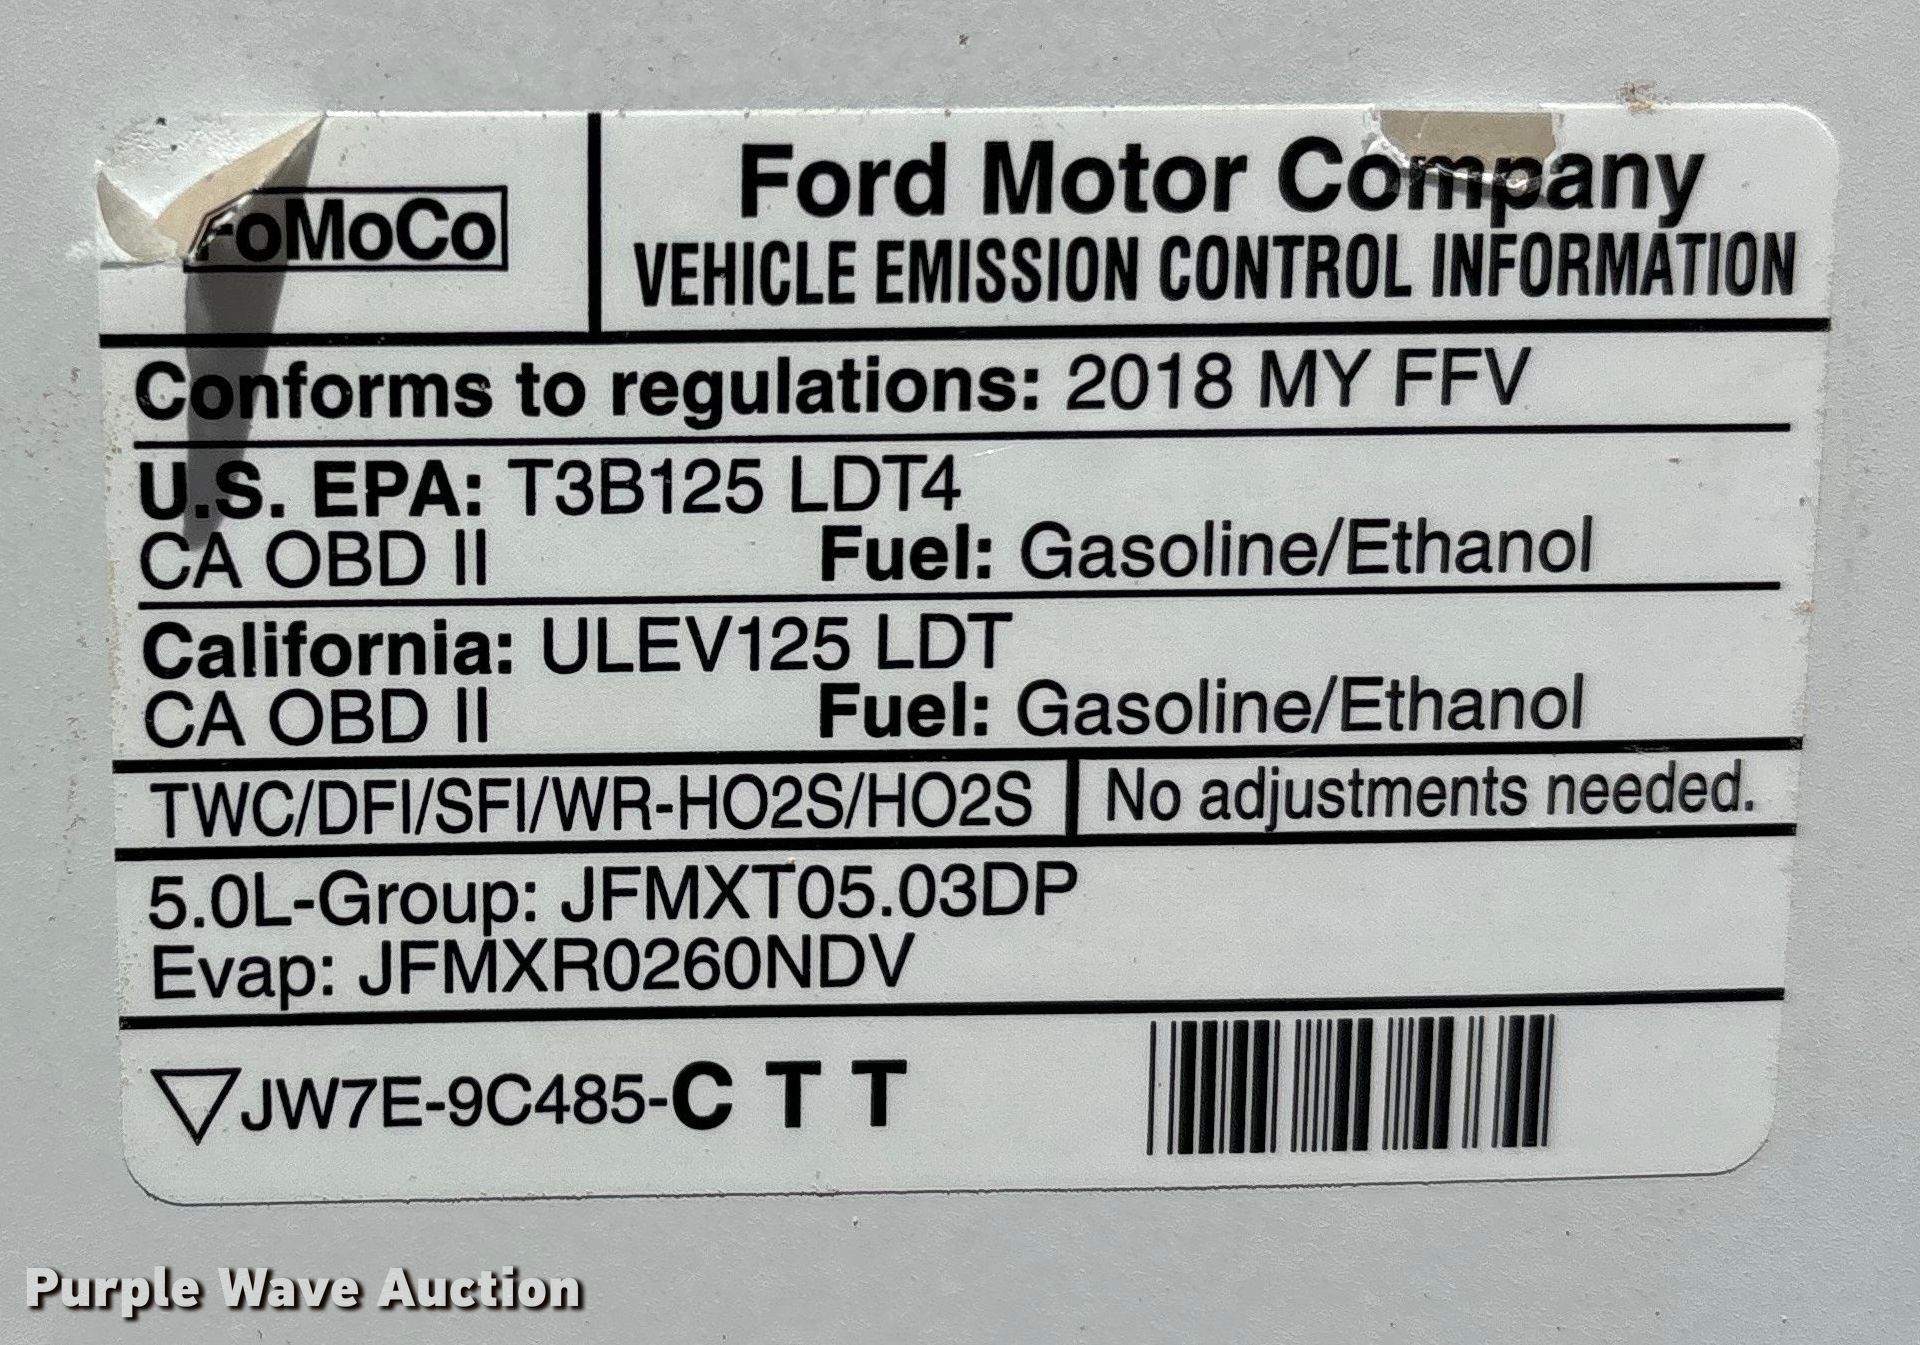 FoMoCo
Ford Motor Company
VEHICLE EMISSION CONTROL INFORMATION
Conforms to regulations: 2018 MY FFV
U.S. EPA: T3B125 LDT4
CA OBD II Fuel: Gasoline/Ethanol
California: ULEV125 LDT
CA OBD II Fuel: Gasoline/Ethanol
TWC/DFI/SFI/WR-HO2S/HO2S No adjustments needed.
5.0L-Group: JFMXT05.03DP
Evap: JFMXR0260NDV
JW7E-9C485-C T T
Purple Wave Auction